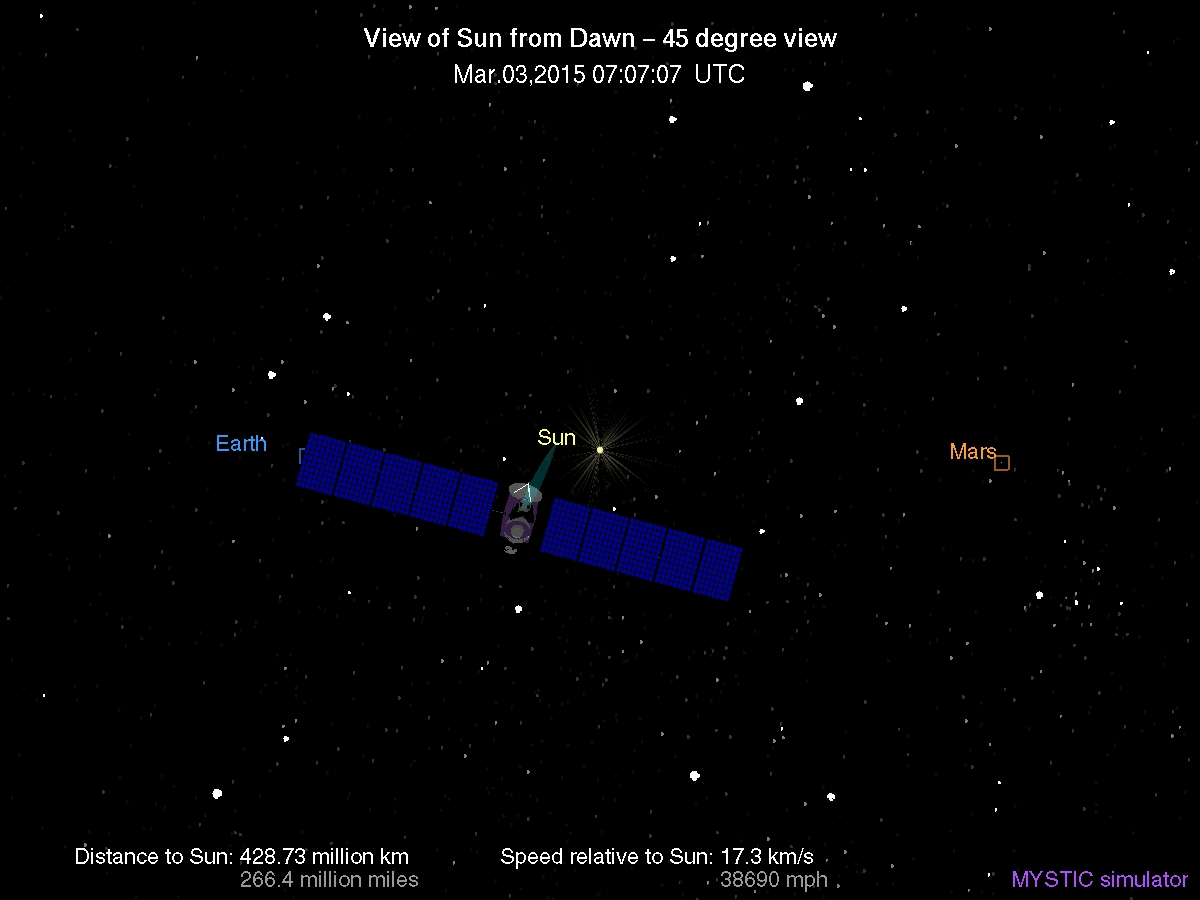 View of Sun from Dawn – 45 degree view
Mar.03,2015 07:07:07 UTC
Earth
Sun
Mars
Distance to Sun: 428.73 million km
266.4 million miles
Speed relative to Sun: 17.3 km/s
38690 mph
MYSTIC simulator